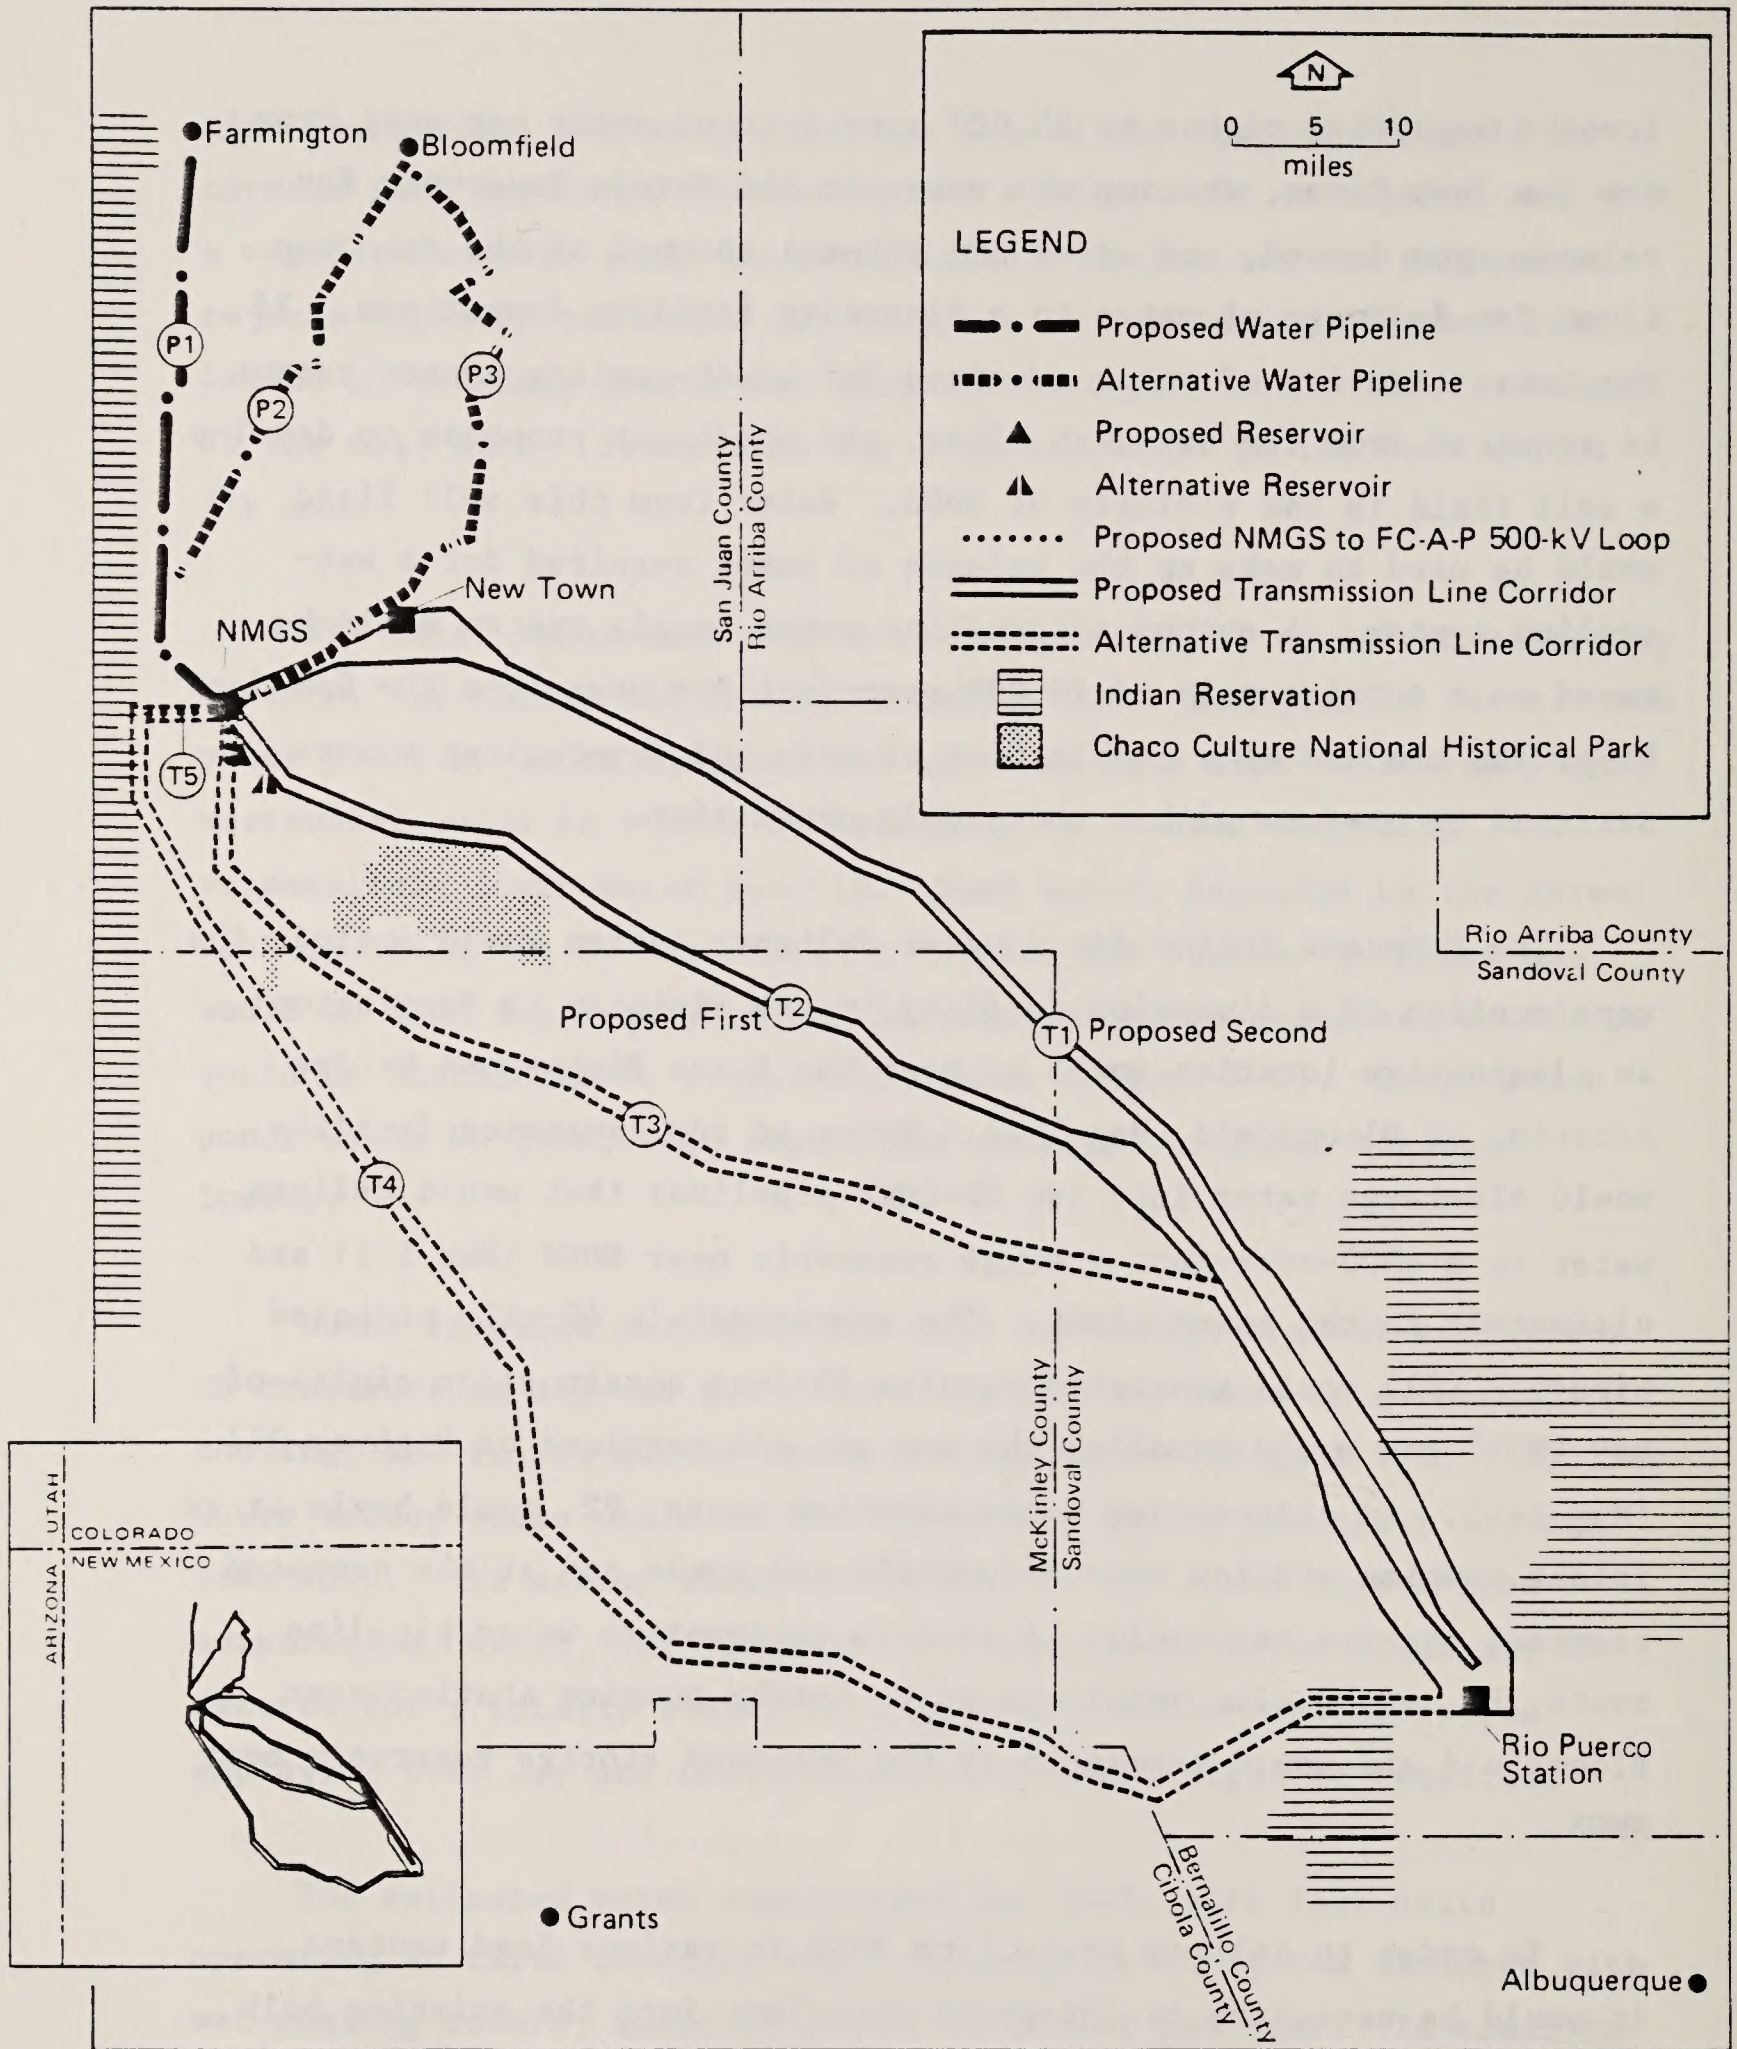 N
0 5 10
miles
LEGEND
Proposed Water Pipeline
Alternative Water Pipeline
Proposed Reservoir
Alternative Reservoir
Proposed NMGS to FC-A-P 500-kV Loop
Proposed Transmission Line Corridor
Alternative Transmission Line Corridor
Indian Reservation
Chaco Culture National Historical Park
Farmington
Bloomfield
P1
P3
P2
San Juan County
Rio Arriba County
New Town
NMGS
T5
Rio Arriba County
Sandoval County
Proposed First
T2
T1
Proposed Second
T3
T4
McKinley County
Sandoval County
UTAH
COLORADO
NEW MEXICO
ARIZONA
Rio Puerco
Station
Bernalillo County
Cibola County
Grants
Albuquerque